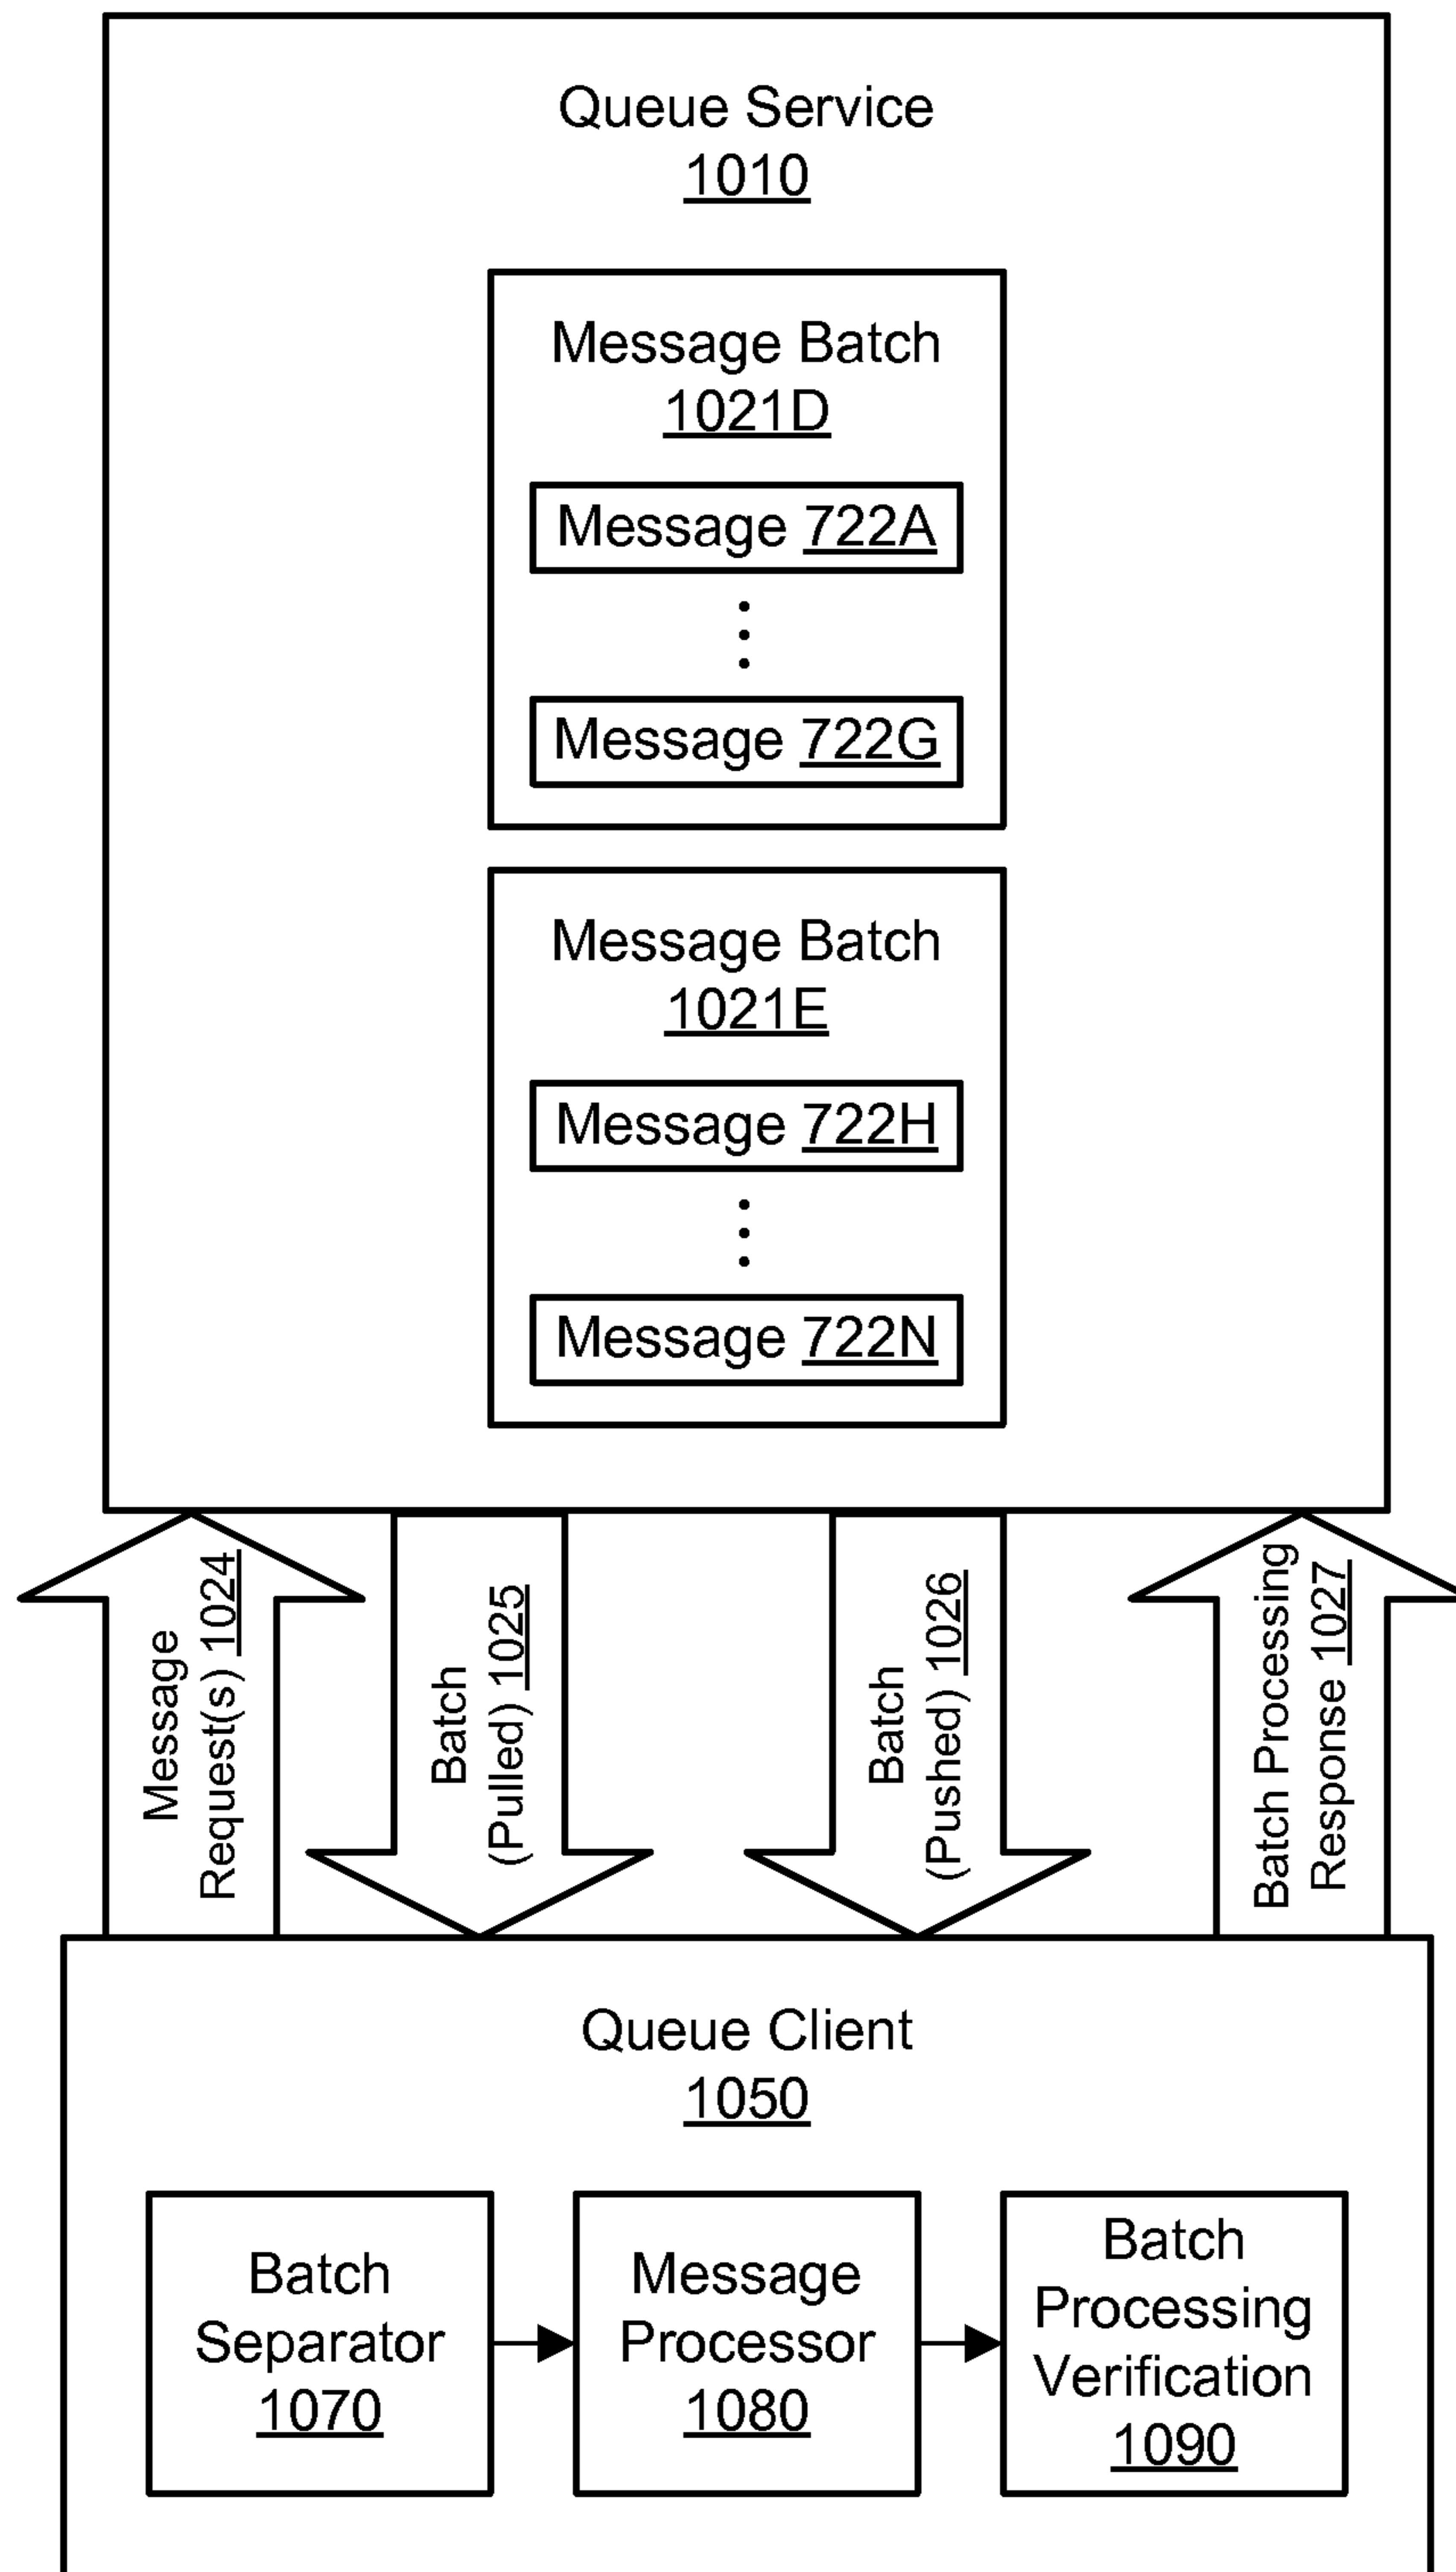 Queue Service
1010
Message Batch
1021D
Message 722A
Message 722G
Message Batch
1021E
Message 722H
Message 722N
Message
Request(s) 1024
Batch
(Pulled) 1025
Batch
(Pushed) 1026
Batch Processing
Response 1027
Queue Client
1050
Batch
Separator
1070
Message
Processor
1080
Batch
Processing
Verification
1090